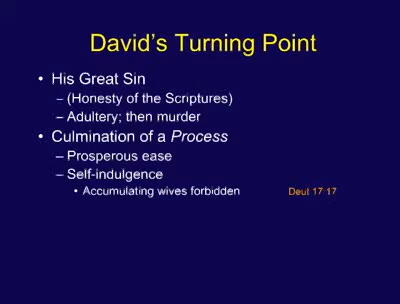 David's Turning Point
• His Great Sin
– (Honesty of the Scriptures)
– Adultery; then murder
• Culmination of a Process
– Prosperous ease
– Self-indulgence
• Accumulating wives forbidden Deut 17:17